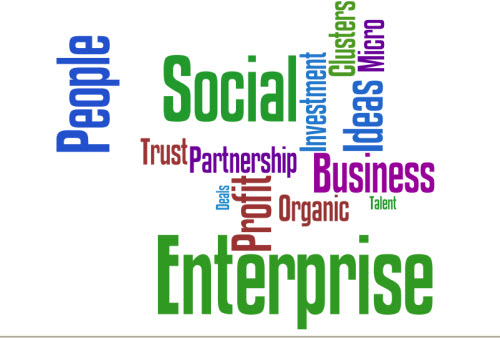 People
Social
Investment
Clusters
Micro
Ideas
Trust
Partnership
Business
Deals
Profit
Organic
Talent
Enterprise